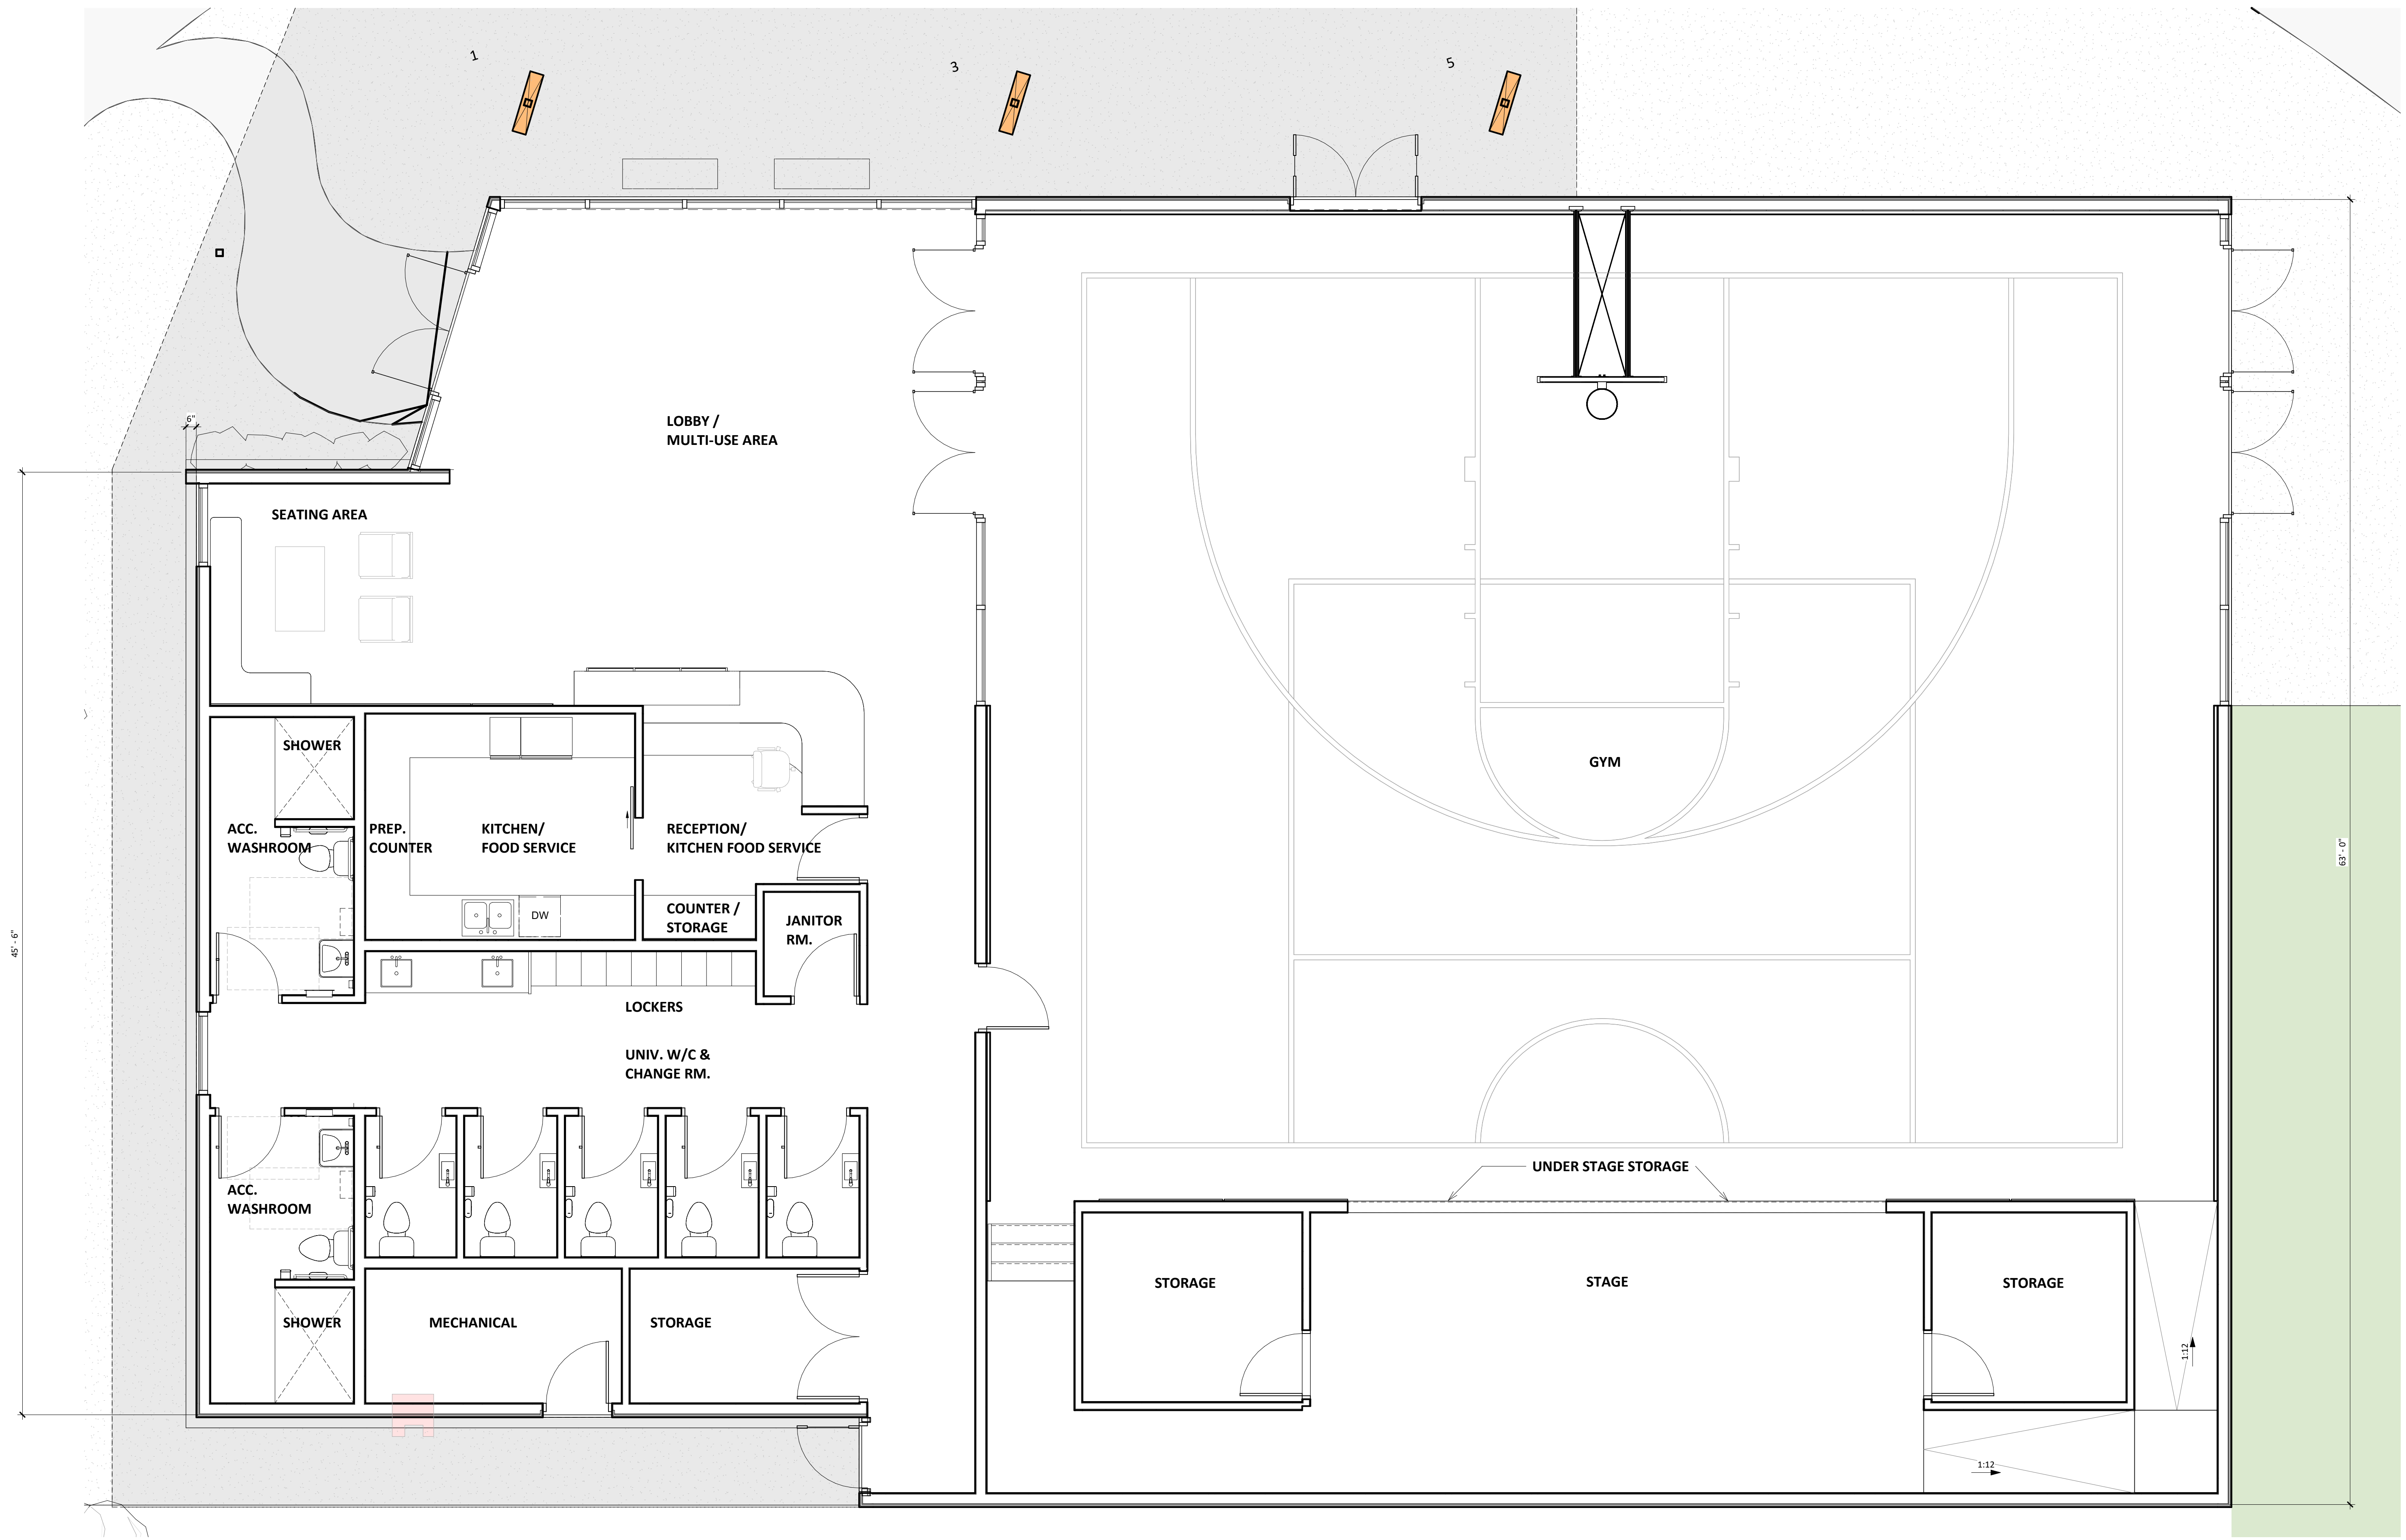 1
3
5
6"
LOBBY /
MULTI-USE AREA
SEATING AREA
SHOWER
GYM
ACC.
WASHROOM
PREP.
COUNTER
KITCHEN/
FOOD SERVICE
RECEPTION/
KITCHEN FOOD SERVICE
63' - 0"
COUNTER /
STORAGE
DW
JANITOR
RM.
45' - 6"
LOCKERS
UNIV. W/C &
CHANGE RM.
UNDER STAGE STORAGE
ACC.
WASHROOM
STORAGE
STAGE
STORAGE
SHOWER
MECHANICAL
STORAGE
1:12
1:12